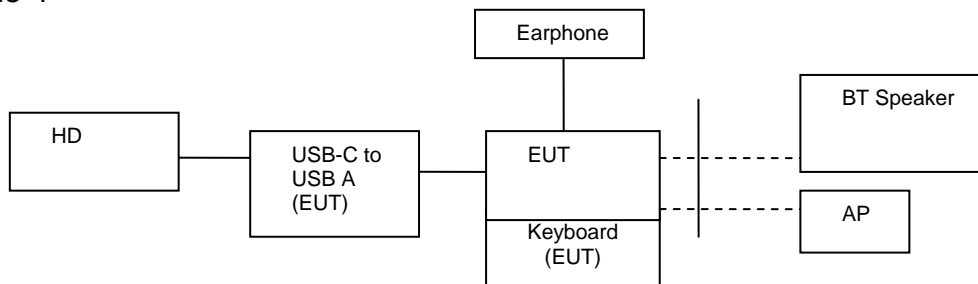 Earphone
BT Speaker
HD
USB-C to
USB A
(EUT)
EUT
AP
Keyboard
(EUT)